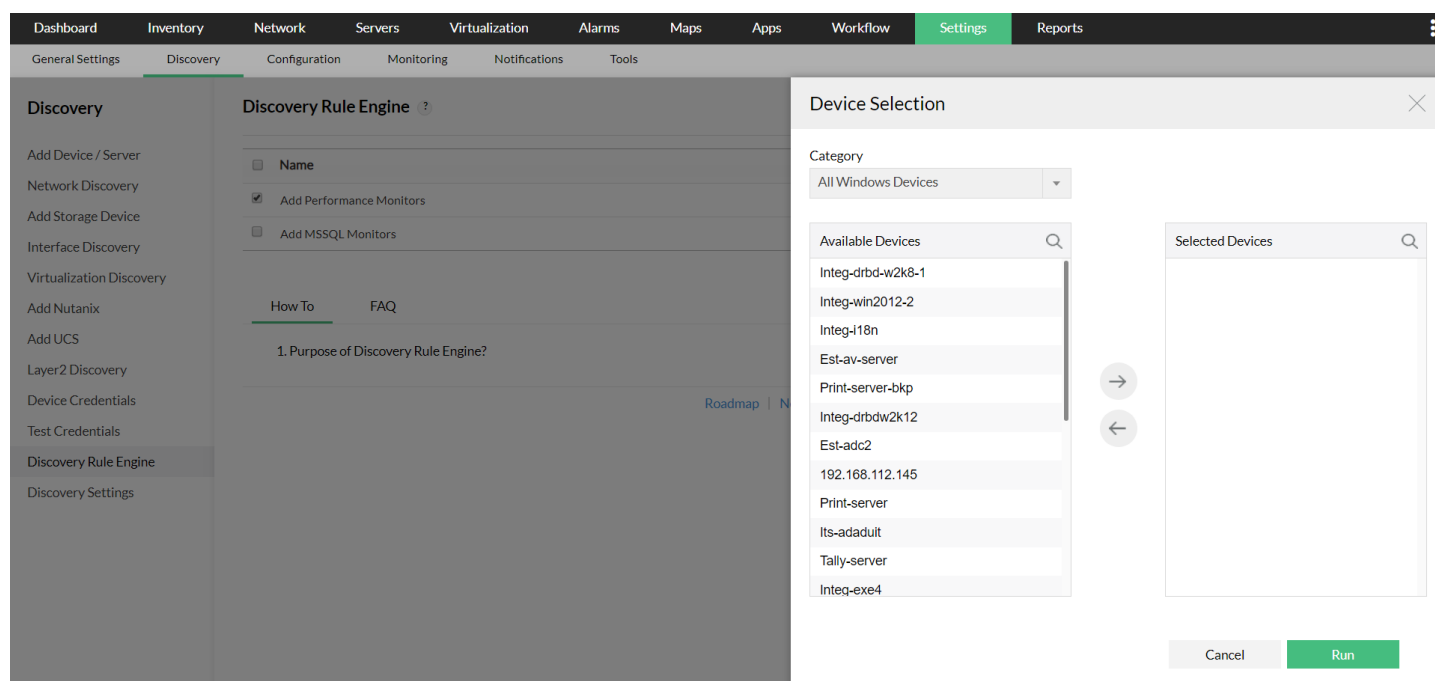 Dashboard Inventory Network Servers Virtualization Alarms Maps Apps Workflow Settings Reports
General Settings Discovery Configuration Monitoring Notifications Tools
Discovery
Add Device / Server
Network Discovery
Add Storage Device
Interface Discovery
Virtualization Discovery
Add Nutanix
Add UCS
Layer2 Discovery
Device Credentials
Test Credentials
Discovery Rule Engine
Discovery Settings
Discovery Rule Engine ?
Name
Add Performance Monitors
Add MSSQL Monitors
How To FAQ
1. Purpose of Discovery Rule Engine?
Roadmap |
Device Selection
Category
All Windows Devices
Available Devices
Integ-drbd-w2k8-1
Integ-win2012-2
Integ-i18n
Est-av-server
Print-server-bkp
Integ-drbdw2k12
Est-adc2
192.168.112.145
Print-server
Its-adaduit
Tally-server
Integ-exe4
Selected Devices
Cancel Run